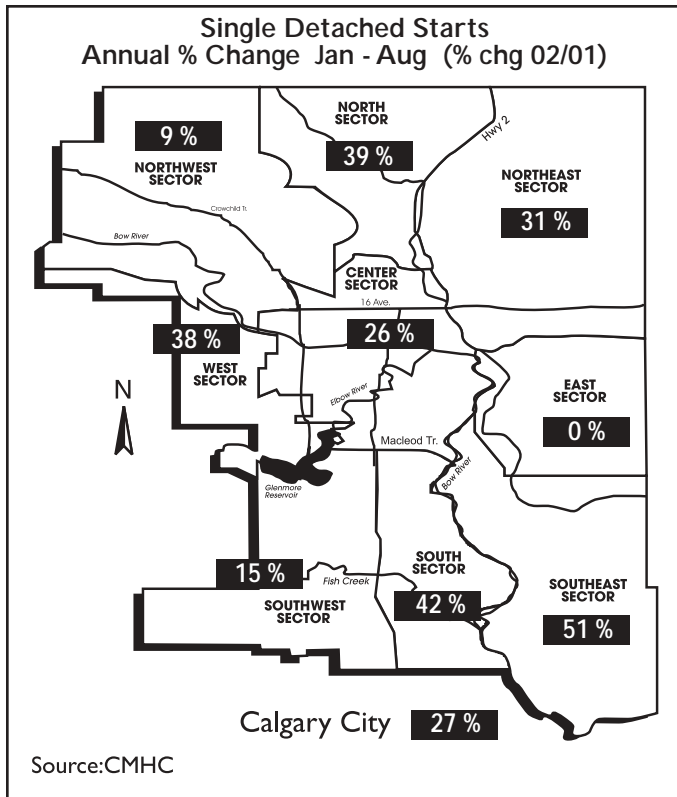 Single Detached Starts
Annual % Change Jan - Aug (% chg 02/01)
NORTH
SECTOR
39 %
9 %
NORTHWEST
SECTOR
Hwy 2
NORTHEAST
SECTOR
31 %
Crowchild Tr.
Bow River
CENTER
SECTOR
16 Ave.
26 %
38 %
WEST
SECTOR
N
Elbow River
EAST
SECTOR
0 %
Macleod Tr.
Bow River
Glenmore
Reservoir
15 %
Fish Creek
SOUTHWEST
SECTOR
SOUTH
SECTOR
42 %
SOUTHEAST
SECTOR
51 %
Calgary City 27 %
Source:CMHC